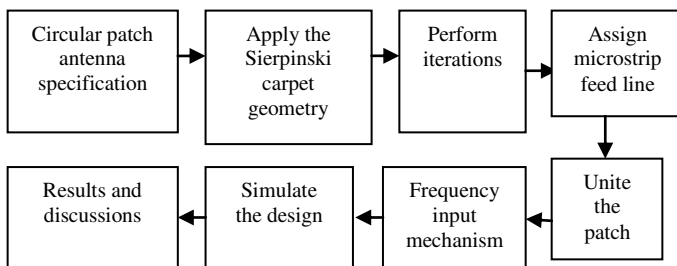 Circular patch
antenna
specification
Apply the
Sierpinski
carpet
geometry
Perform
iterations
Assign
microstrip
feed line
Unite
the
patch
Frequency
input
mechanism
Simulate
the design
Results and
discussions